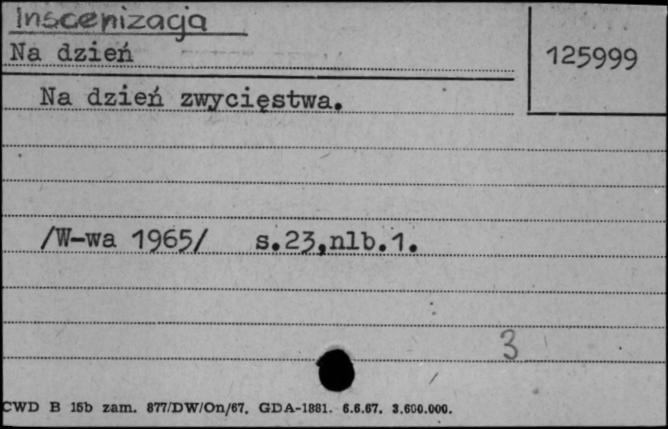 Inscenizacja
Na dzień
125999
Na dzień zwycięstwa.
/W-wa 1965/ s.23,nlb.1.
3
CWD B 15b zam. 877/DW/On/67. GDA-1881. 6.6.67. 3.600.000.